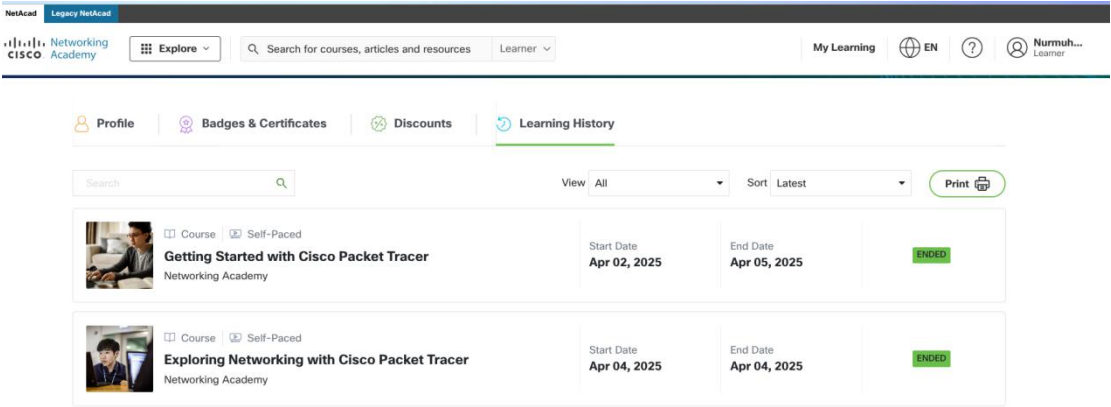 NetAcad Legacy NetAcad
CISCO Networking Academy Explore Search for courses, articles and resources Learner My Learning EN ? Nurmuh... Learner
Profile Badges & Certificates Discounts Learning History
Search View All Sort Latest Print
Course Self-Paced
Getting Started with Cisco Packet Tracer
Networking Academy
Start Date
Apr 02, 2025
End Date
Apr 05, 2025
ENDED
Course Self-Paced
Exploring Networking with Cisco Packet Tracer
Networking Academy
Start Date
Apr 04, 2025
End Date
Apr 04, 2025
ENDED